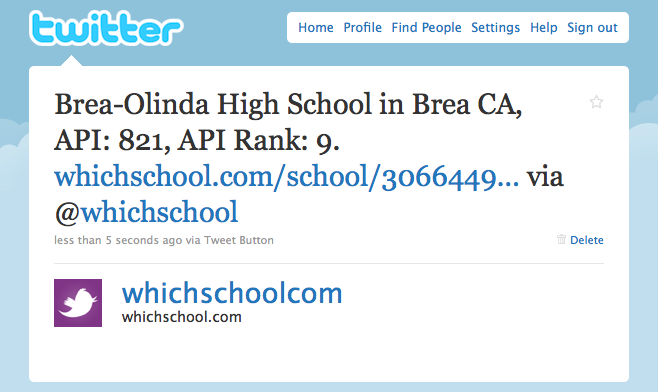 twitter
Home Profile Find People Settings Help Sign out
Brea-Olinda High School in Brea CA,
API: 821, API Rank: 9.
whichschool.com/school/3066449... via
@whichschool
less than 5 seconds ago via Tweet Button Delete
whichschoolcom
whichschool.com